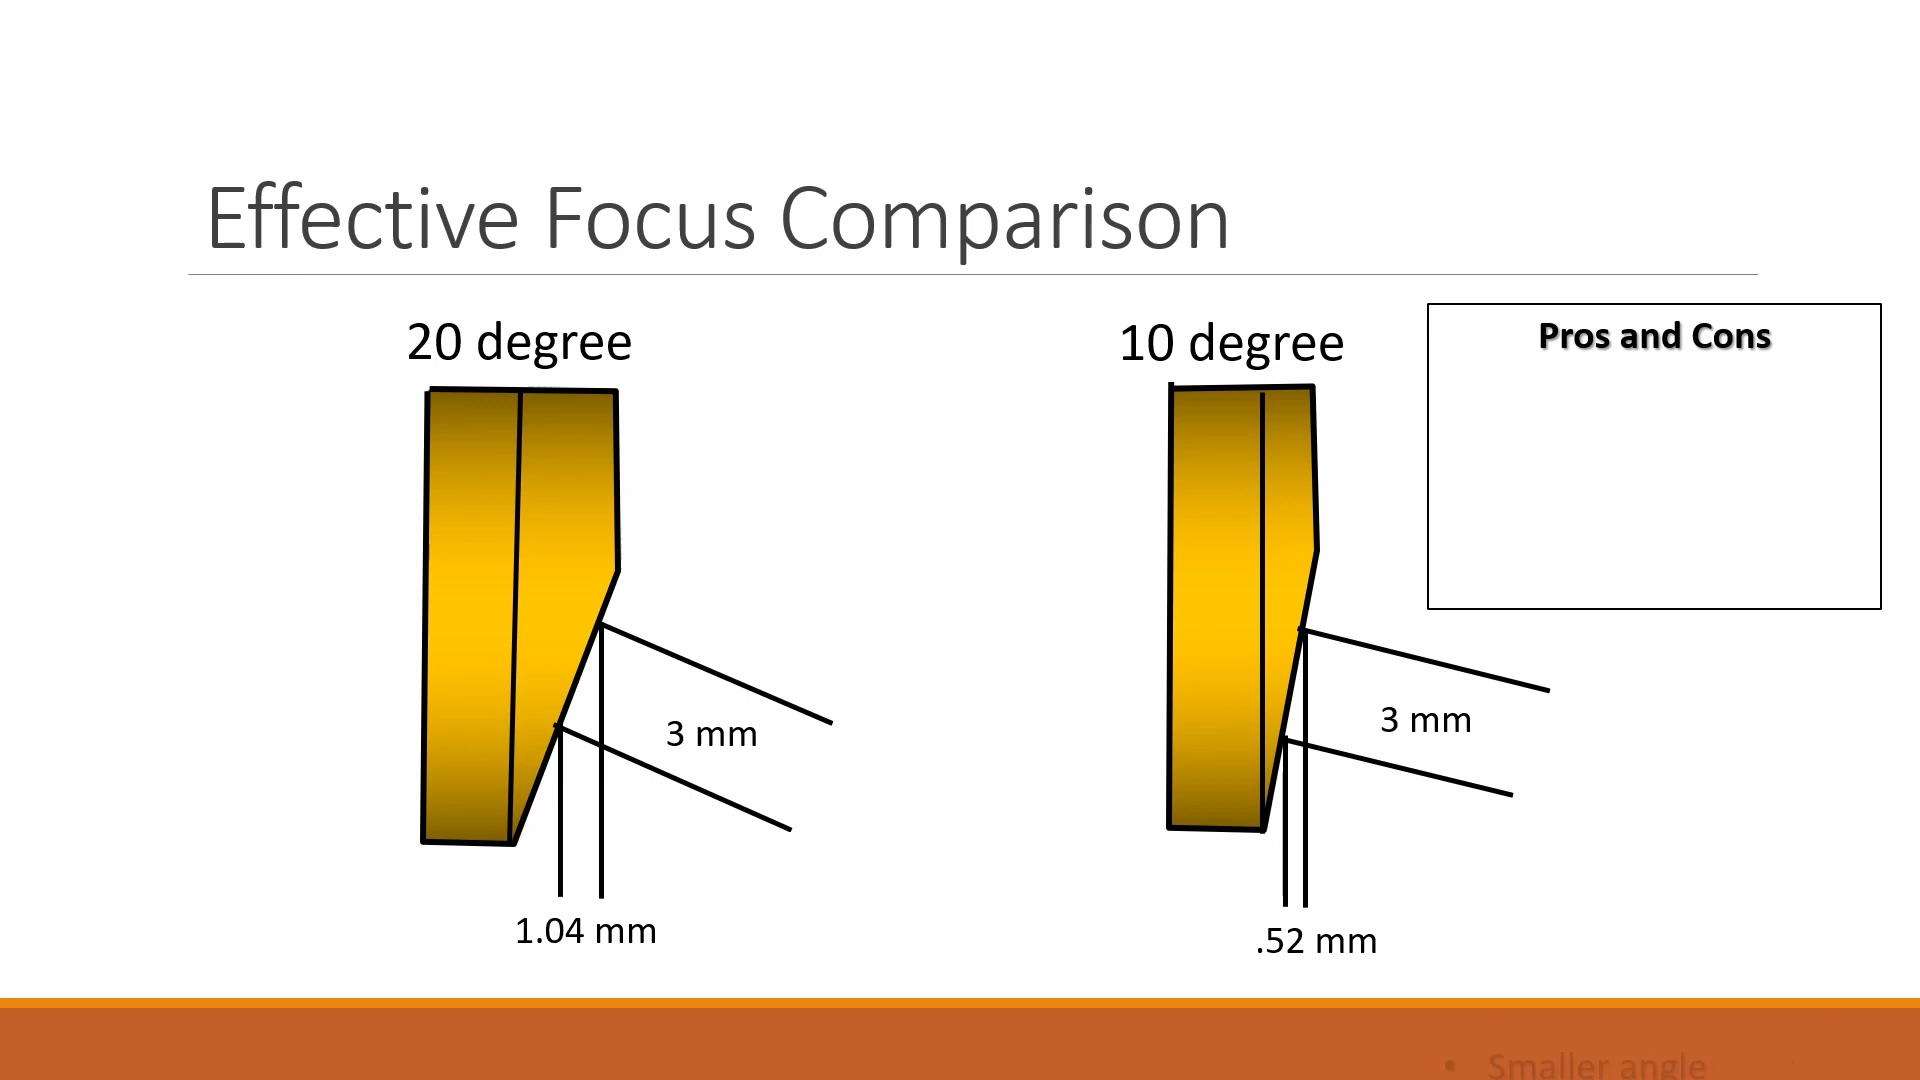 Effective Focus Comparison
20 degree
10 degree
Pros and Cons
3 mm
3 mm
1.04 mm
.52 mm
• Smaller angle